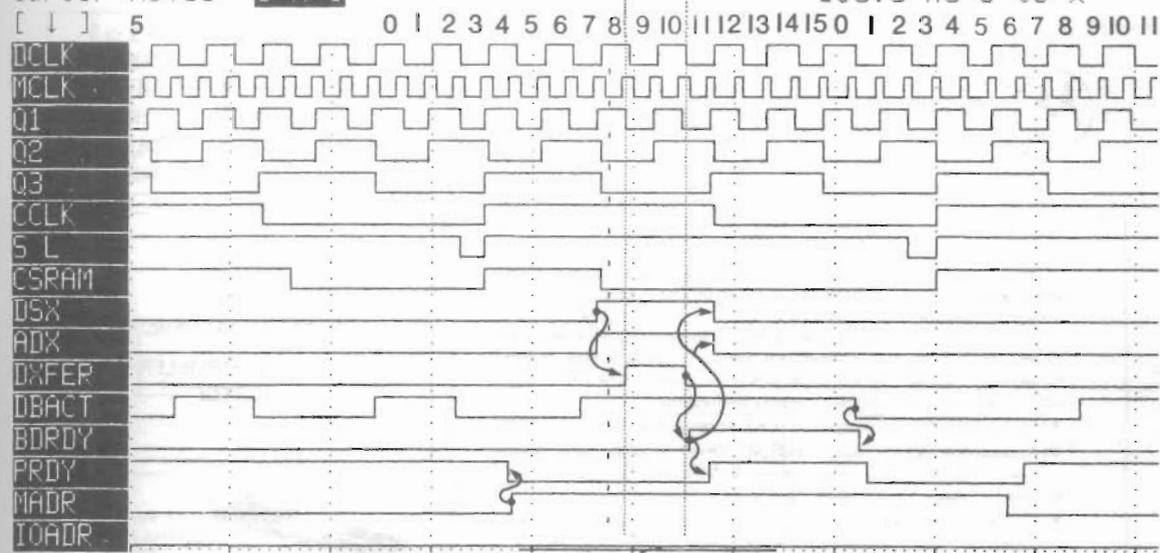 [ ↓ ] 5 0 1 2 3 4 5 6 7 8 9 10 11 12 13 14 15 0 1 2 3 4 5 6 7 8 9 10 11
DCLK
MCLK
Q1
Q2
Q3
CCLK
S L
CSRAM
DSX
ADX
DXFER
DBACT
BDRDY
PRDY
MADR
IOADR